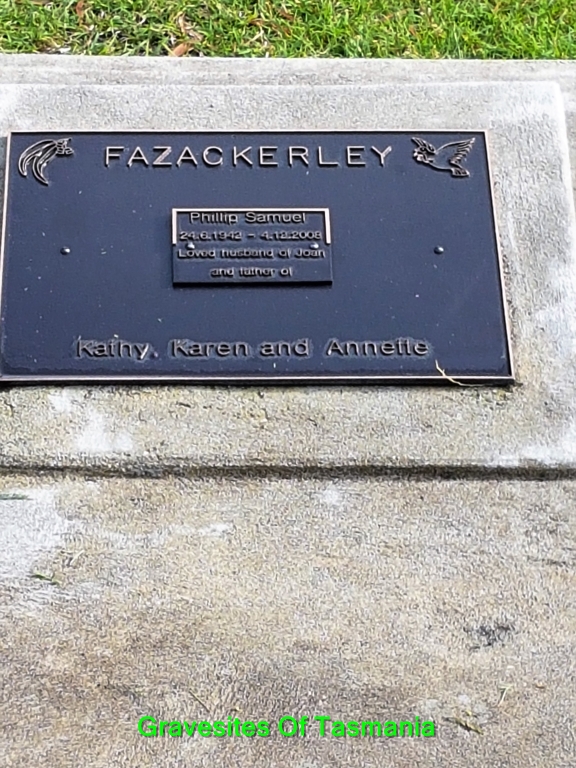 FAZACKERLEY
Phillip Samuel
24.6.1942 - 4.12.2008
Loved husband of Joan
and father of
Kathy, Karen and Annette
Gravesites Of Tasmania